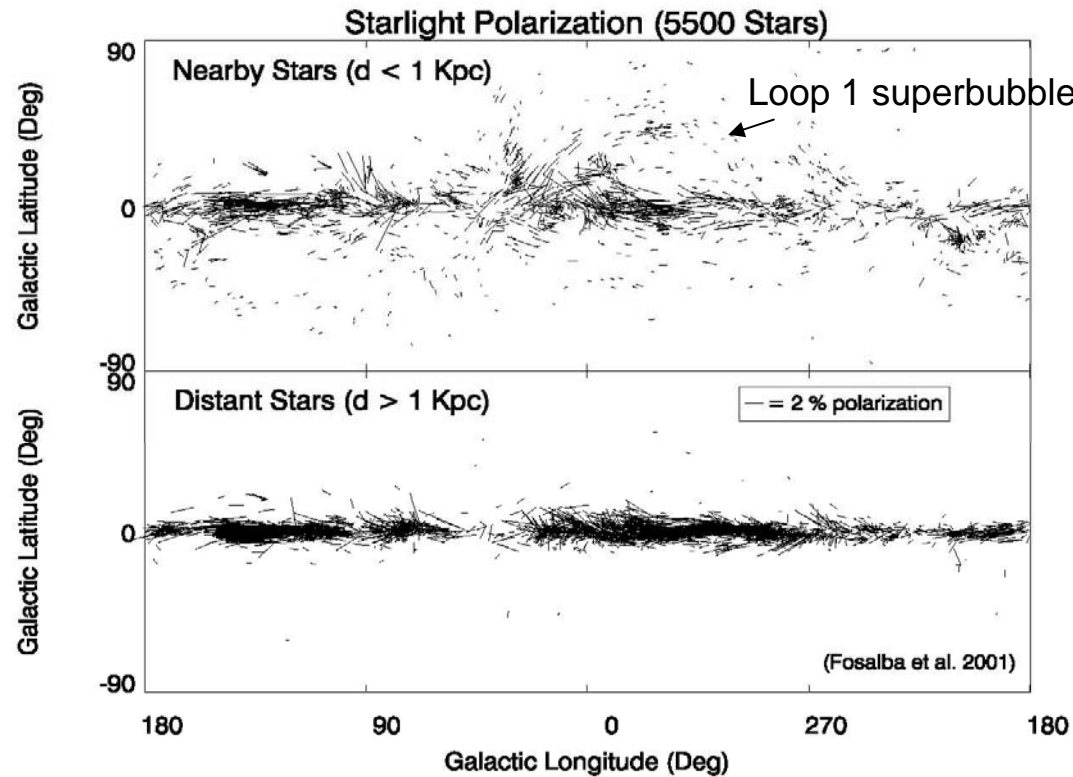 Starlight Polarization (5500 Stars)
90
Nearby Stars (d < 1 Kpc)
Loop 1 superbubble
Galactic Latitude (Deg)
0
-90
90
Distant Stars (d > 1 Kpc)
= 2 % polarization
Galactic Latitude (Deg)
0
(Fosalba et al. 2001)
-90
180 90 0 270 180
Galactic Longitude (Deg)